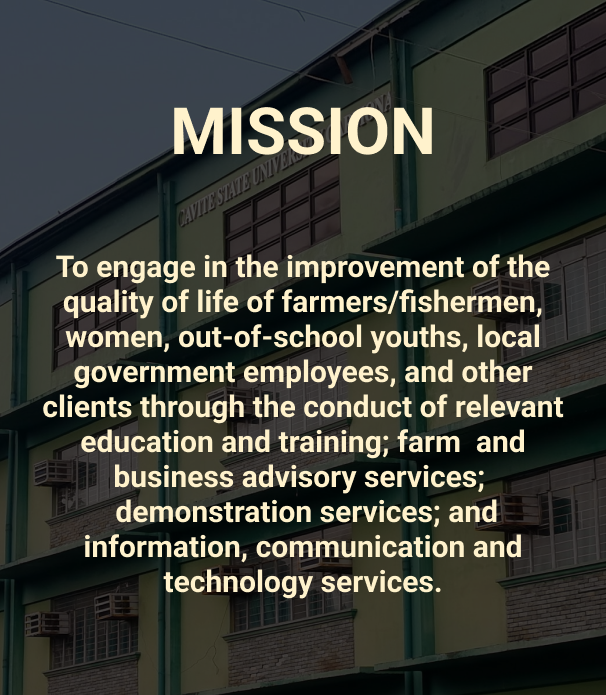 MISSION
CAVITE STATE UNIVERSITY
To engage in the improvement of the
quality of life of farmers/fishermen,
women, out-of-school youths, local
government employees, and other
clients through the conduct of relevant
education and training; farm  and
business advisory services;
demonstration services; and
information, communication and
technology services.